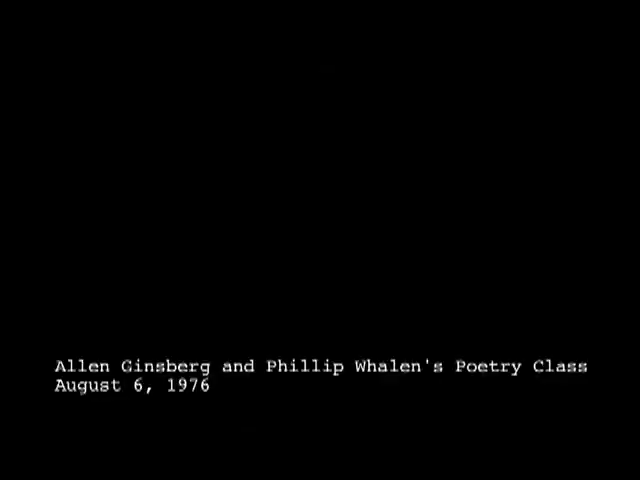 Allen Ginsberg and Phillip Whalen's Poetry Class
August 6, 1976